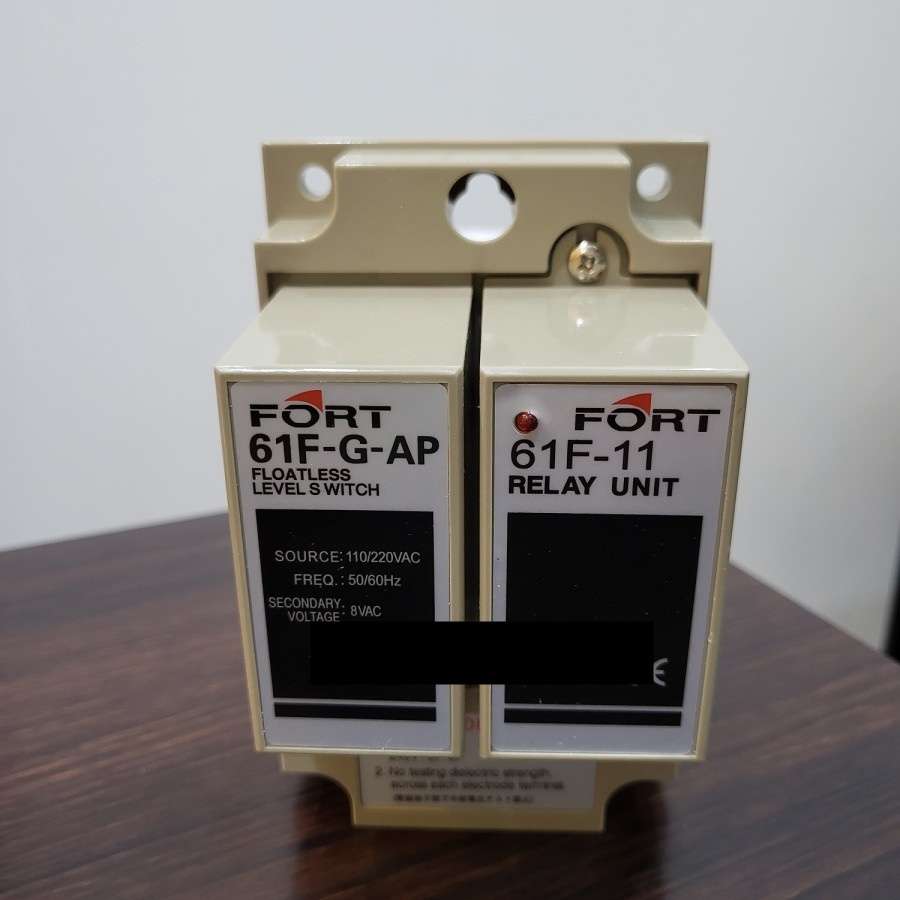 FORT
61F-G-AP
FLOATLESS
LEVEL SWITCH
SOURCE: 110/220VAC
FREQ.: 50/60Hz
SECONDARY
VOLTAGE: 8VAC
FORT
61F-11
RELAY UNIT
CE
2. No testing dielectric strength,
across each electrode terminal.